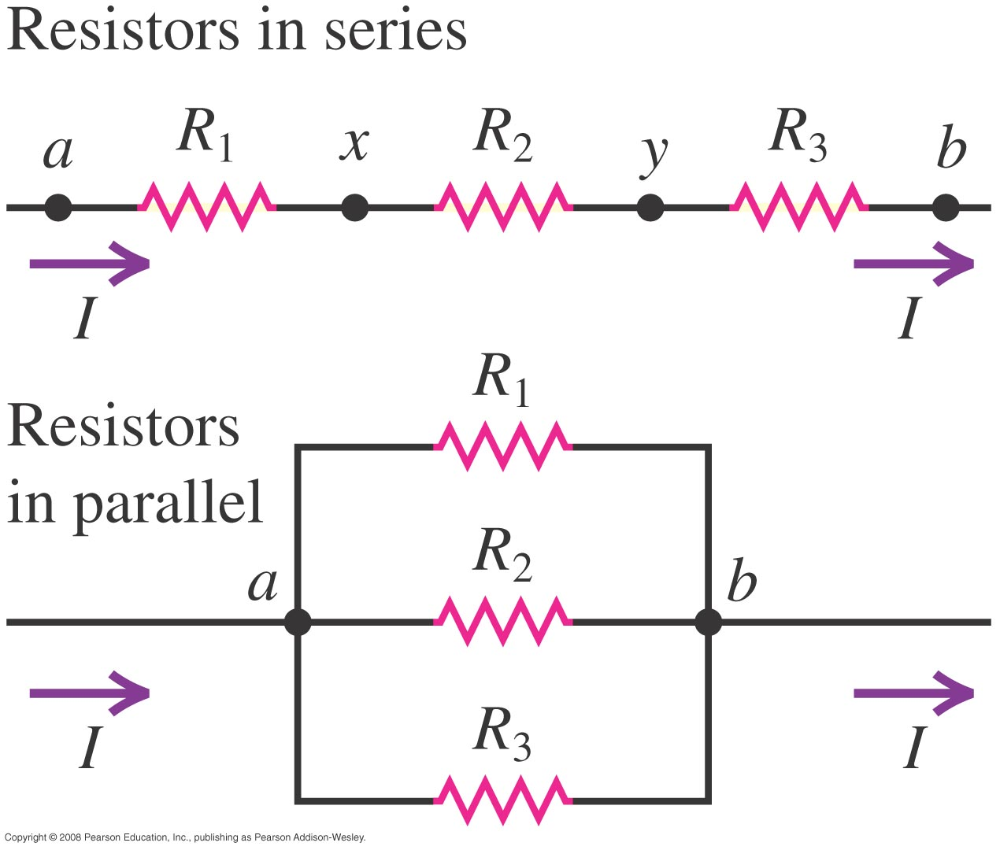 Resistors in series
a R1 x R2 y R3 b
I I
R1
Resistors
in parallel
R2
a b
I R3 I
Copyright © 2008 Pearson Education, Inc., publishing as Pearson Addison-Wesley.